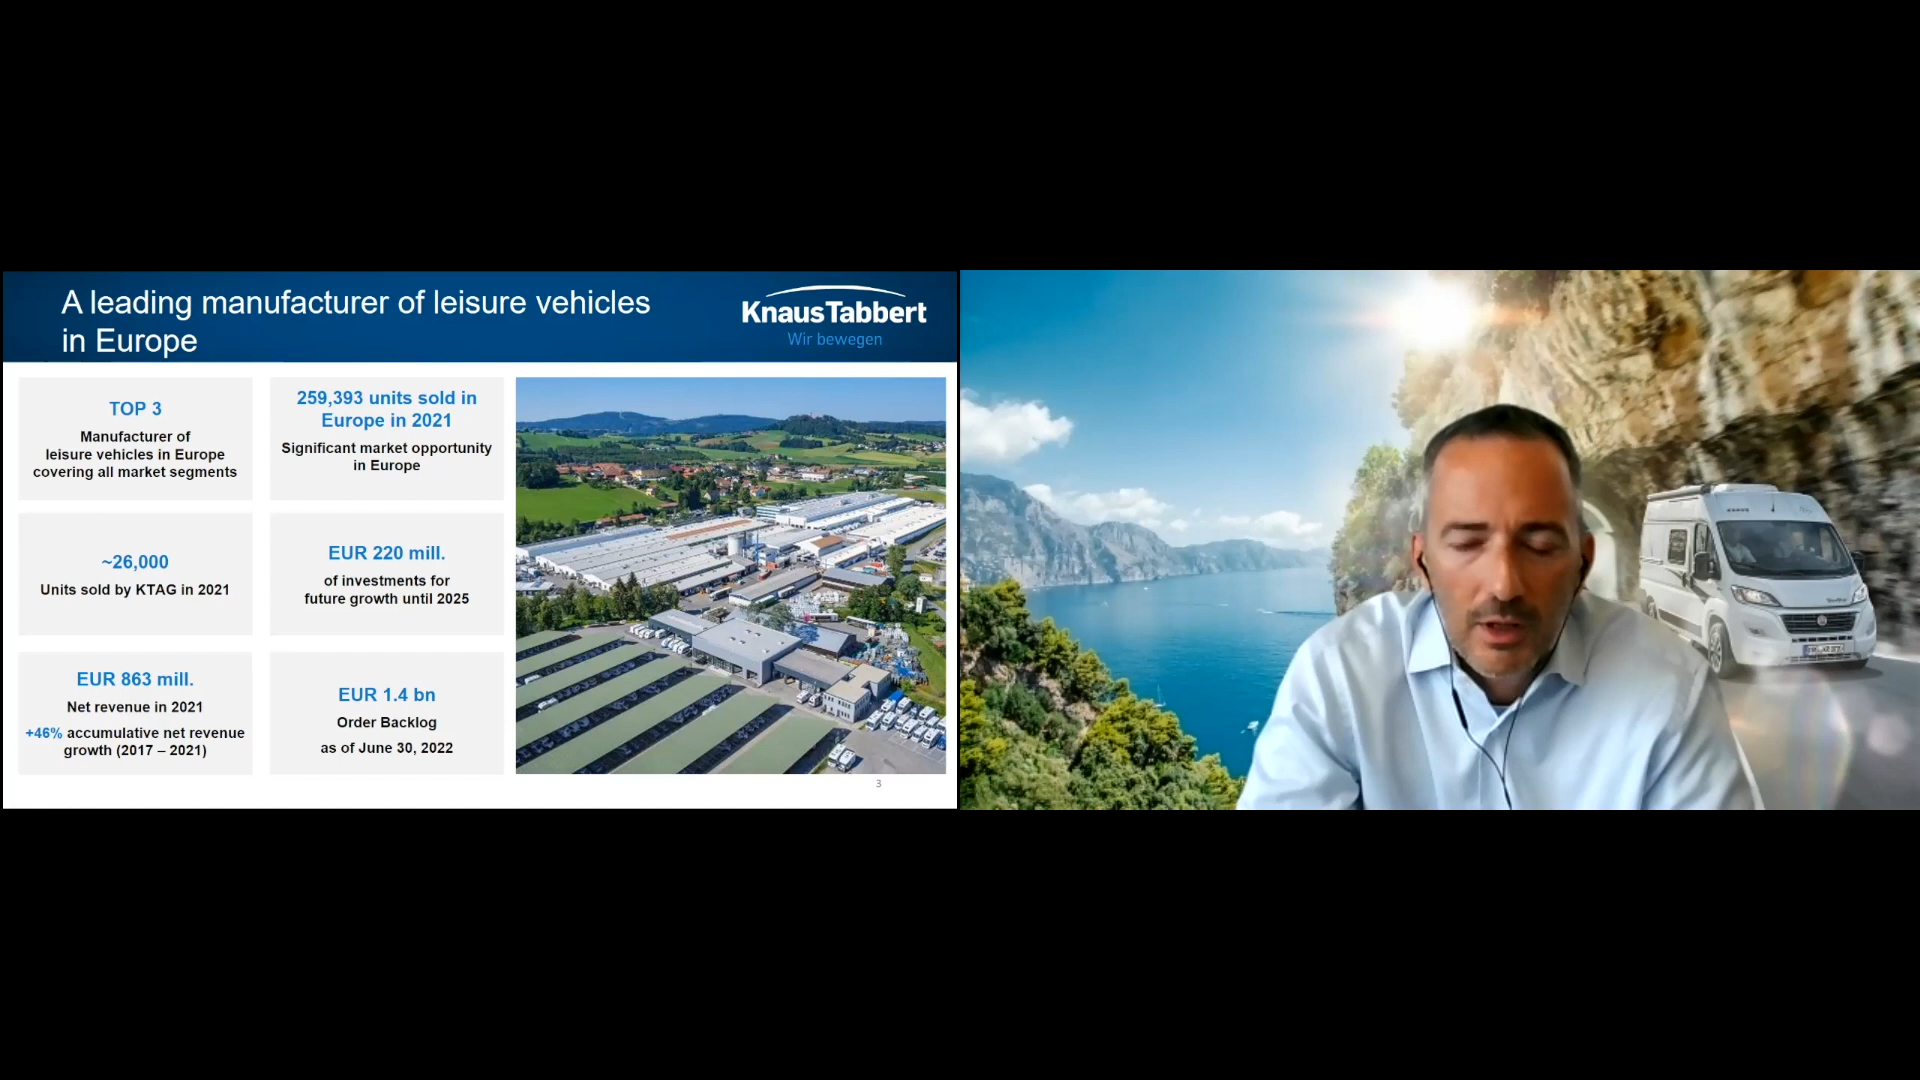 A leading manufacturer of leisure vehicles
in Europe
KnausTabbert
Wir bewegen
TOP 3
Manufacturer of
leisure vehicles in Europe
covering all market segments
259,393 units sold in
Europe in 2021
Significant market opportunity
in Europe
~26,000
Units sold by KTAG in 2021
EUR 220 mill.
of investments for
future growth until 2025
EUR 863 mill.
Net revenue in 2021
+46% accumulative net revenue
growth (2017 – 2021)
EUR 1.4 bn
Order Backlog
as of June 30, 2022
3